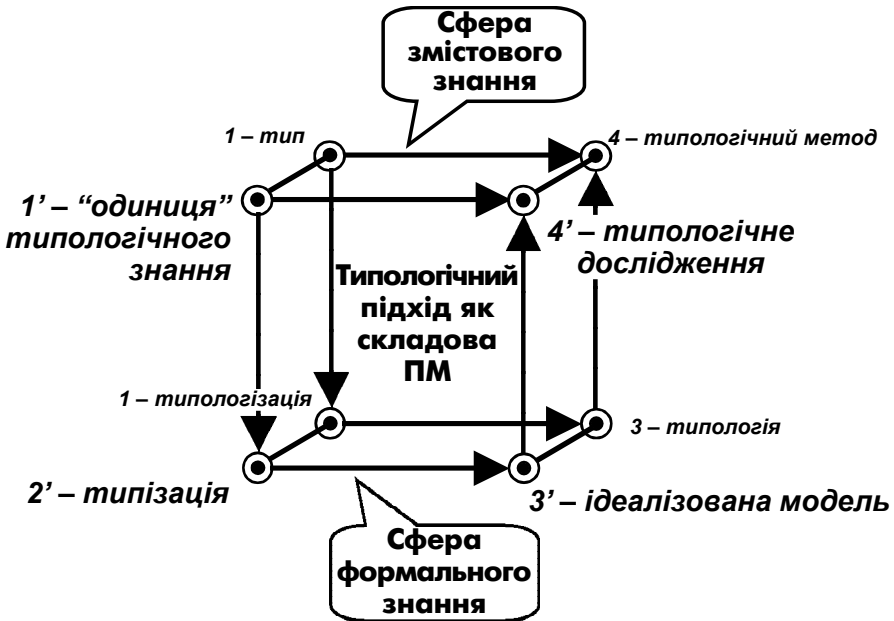 Сфера
змістового
знання
1 – тип
4 – типологічний метод
1’ – “одиниця”
типологічного
знання
4’ – типологічне
дослідження
Типологічний
підхід як
складова
ПМ
1 – типологізація
3 – типологія
2’ – типізація
3’ – ідеалізована модель
Сфера
формального
знання